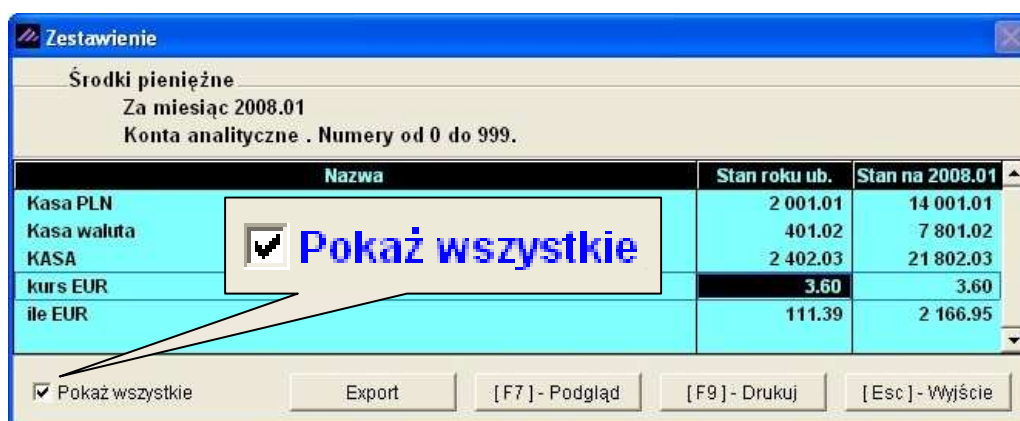 Zestawienie
Środki pieniężne
Za miesiąc 2008.01
Konta analityczne . Numery od 0 do 999.
Nazwa Stan roku ub. Stan na 2008.01
Kasa PLN 2 001.01 14 001.01
Kasa waluta 401.02 7 801.02
KASA 2 402.03 21 802.03
kurs EUR 3.60 3.60
ile EUR 111.39 2 166.95
Pokaż wszystkie
Pokaż wszystkie Export [ F7 ] - Podgląd [ F9 ] - Drukuj [ Esc ] - Wyjście